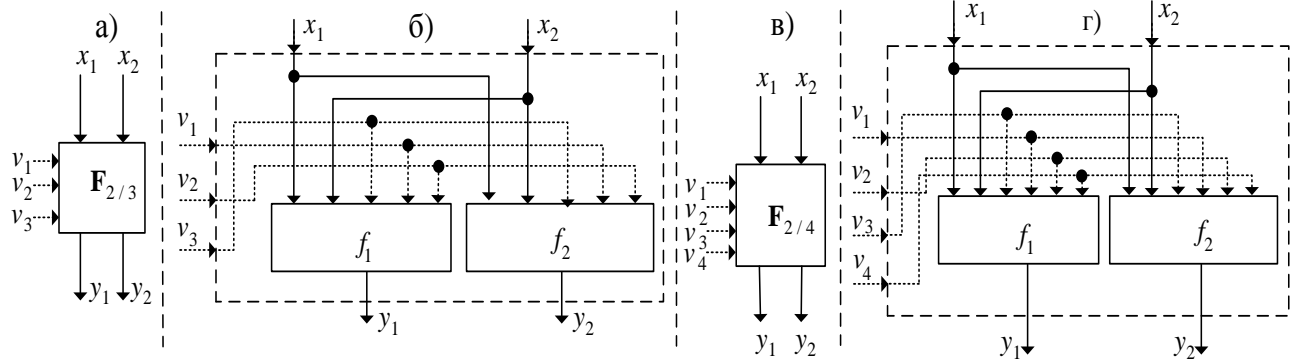 а)
x₁ x₂
v₁
v₂
v₃
F₂/₃
y₁ y₂
б)
x₁ x₂
v₁
v₂
v₃
f₁ f₂
y₁ y₂
в)
x₁ x₂
v₁
v₂
v₃
v₄
F₂/₄
y₁ y₂
г)
x₁ x₂
v₁
v₂
v₃
v₄
f₁ f₂
y₁ y₂